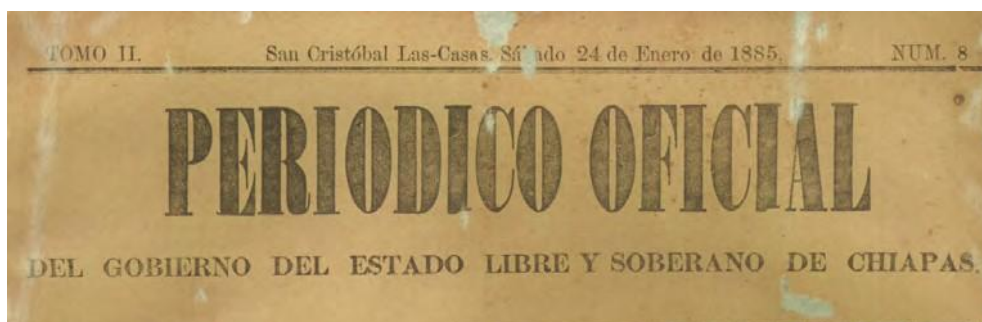 TOMO II. San Cristóbal Las-Casas. Sábado 24 de Enero de 1885. NUM. 8
PERIODICO OFICIAL
DEL GOBIERNO DEL ESTADO LIBRE Y SOBERANO DE CHIAPAS.